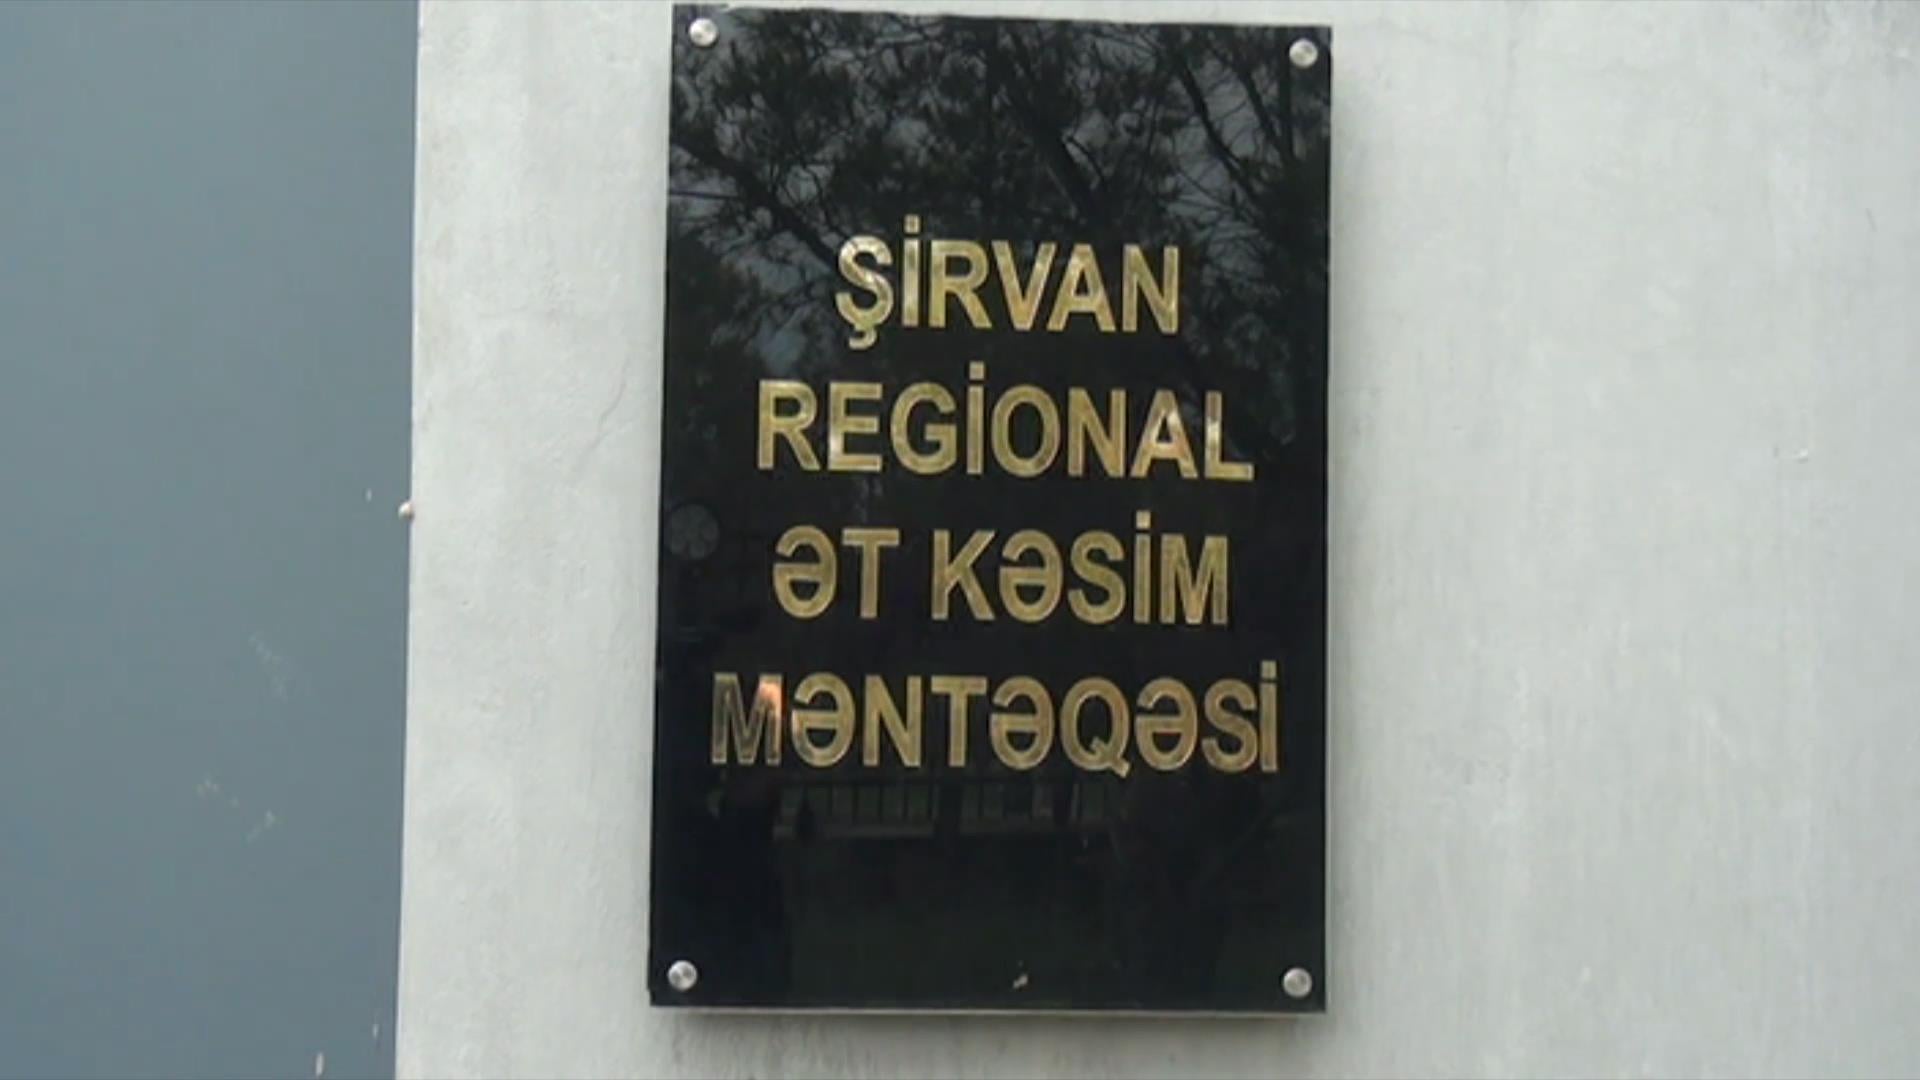 ŞİRVAN
REGİONAL
ƏT KƏSİM
MƏNTƏQƏSİ